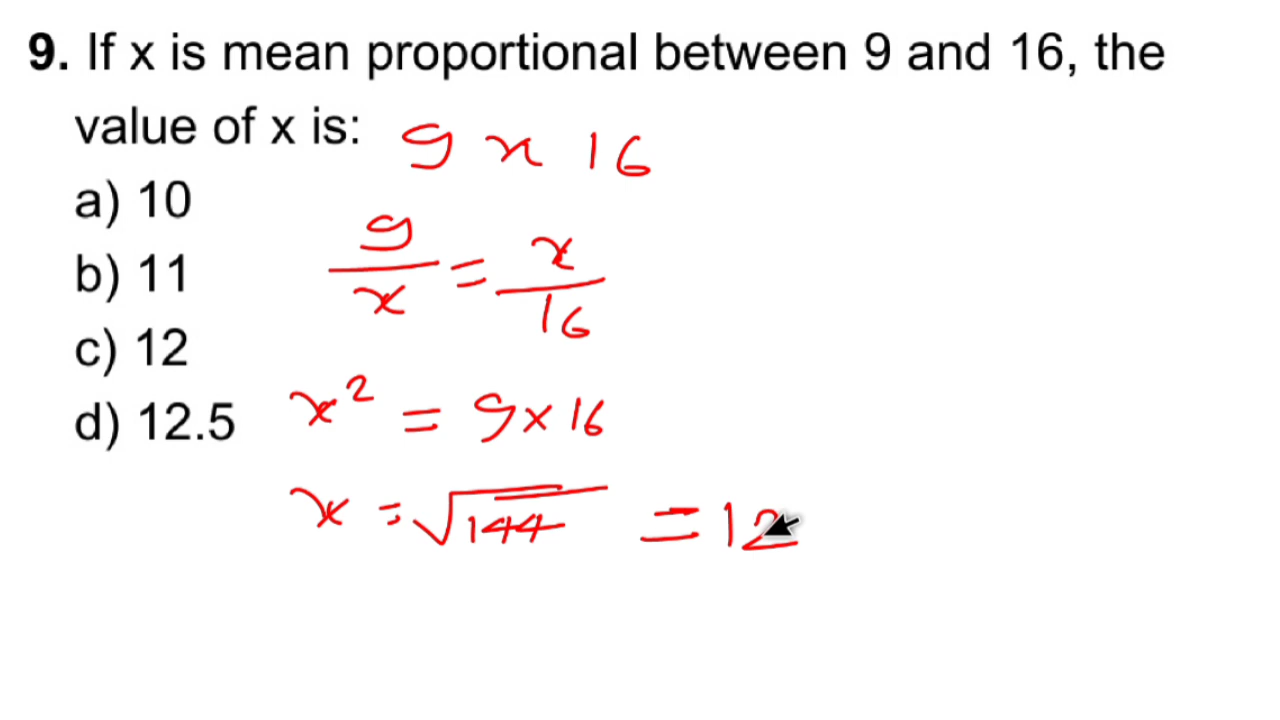 9. If x is mean proportional between 9 and 16, the
value of x is:
9 x 16
a) 10
b) 11
c) 12
d) 12.5
9/x = x/16
x² = 9 × 16
x = √144 = 12